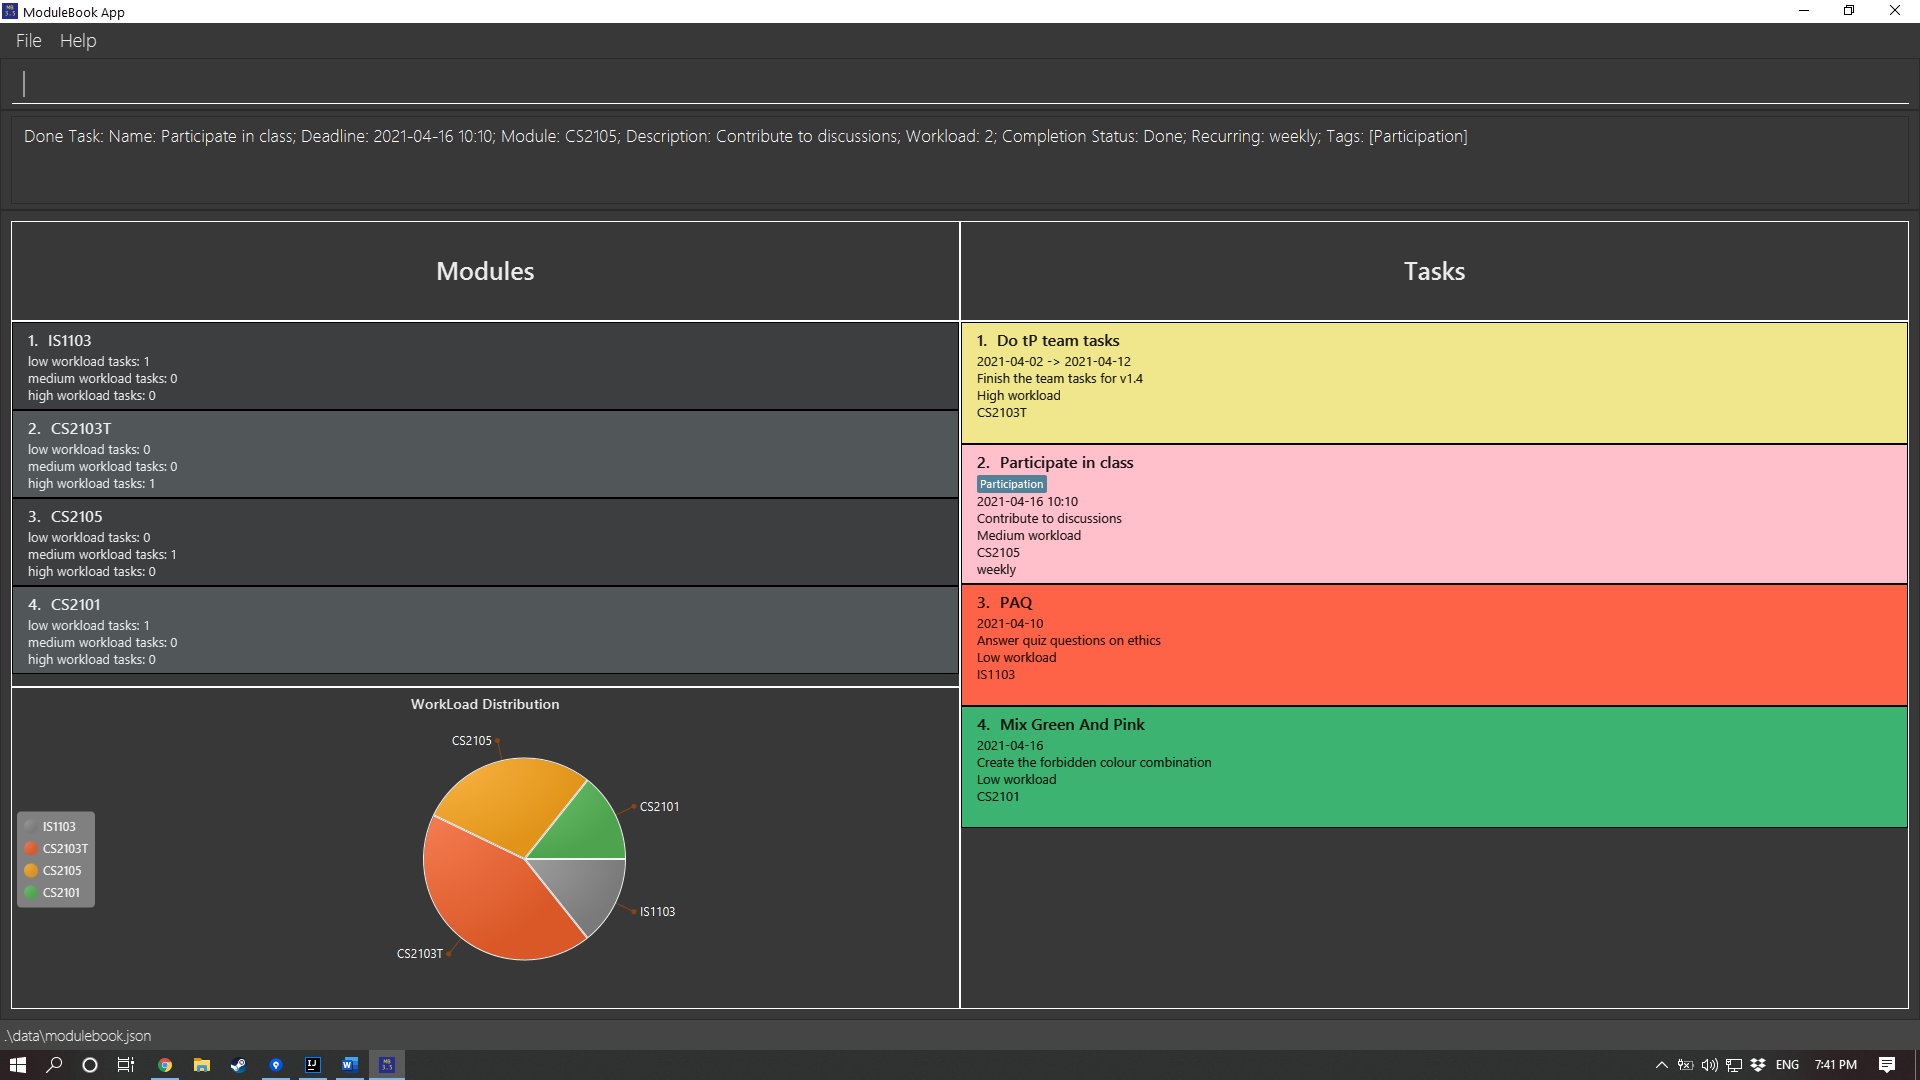 ModuleBook App
File Help
Done Task: Name: Participate in class; Deadline: 2021-04-16 10:10; Module: CS2105; Description: Contribute to discussions; Workload: 2; Completion Status: Done; Recurring: weekly; Tags: [Participation]
Modules
1. IS1103
low workload tasks: 1
medium workload tasks: 0
high workload tasks: 0
2. CS2103T
low workload tasks: 0
medium workload tasks: 0
high workload tasks: 1
3. CS2105
low workload tasks: 0
medium workload tasks: 1
high workload tasks: 0
4. CS2101
low workload tasks: 1
medium workload tasks: 0
high workload tasks: 0
WorkLoad Distribution
CS2105
CS2101
IS1103
CS2103T
IS1103
CS2103T
CS2105
CS2101
Tasks
1. Do tP team tasks
2021-04-02 -> 2021-04-12
Finish the team tasks for v1.4
High workload
CS2103T
2. Participate in class
Participation
2021-04-16 10:10
Contribute to discussions
Medium workload
CS2105
weekly
3. PAQ
2021-04-10
Answer quiz questions on ethics
Low workload
IS1103
4. Mix Green And Pink
2021-04-16
Create the forbidden colour combination
Low workload
CS2101
.\data\modulebook.json
ENG 7:41 PM